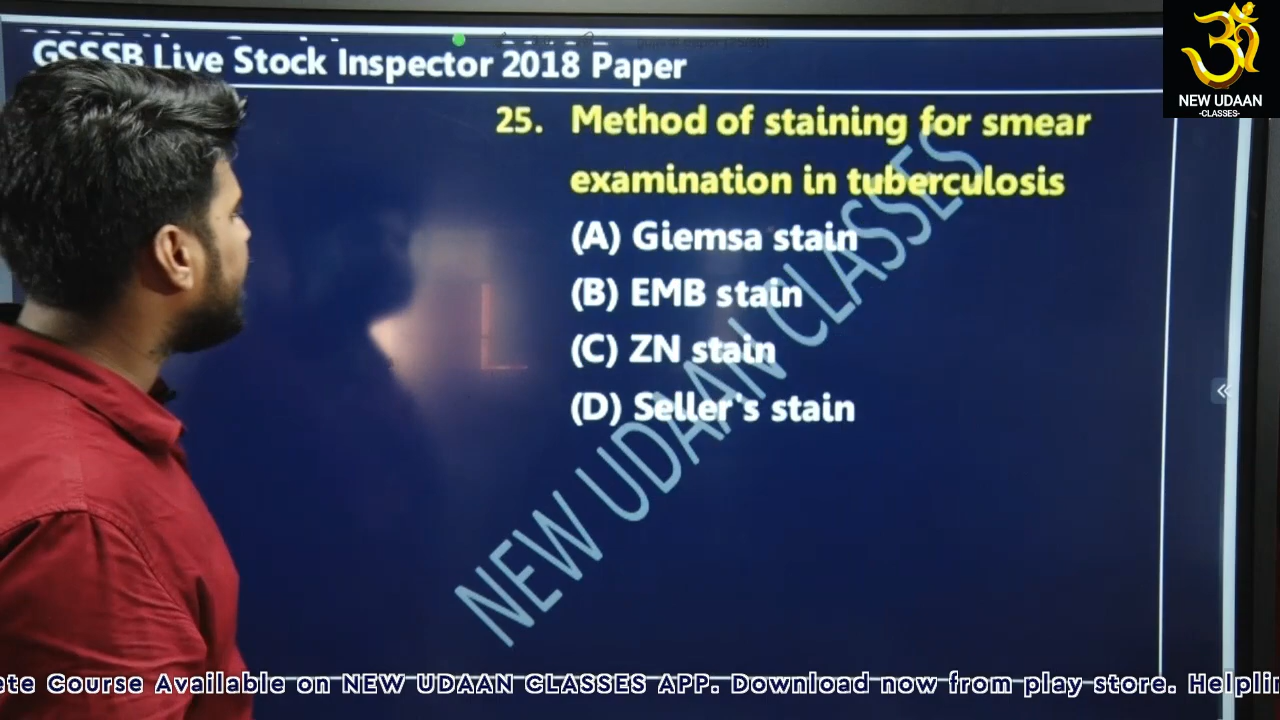 GSSSB Live Stock Inspector 2018 Paper
25. Method of staining for smear
examination in tuberculosis
(A) Giemsa stain
(B) EMB stain
(C) ZN stain
(D) Seller's stain
NEW UDAAN CLASSES
NEW UDAAN
-CLASSES-
ete Course Available on NEW UDAAN CLASSES APP. Download now from play store. Helplin